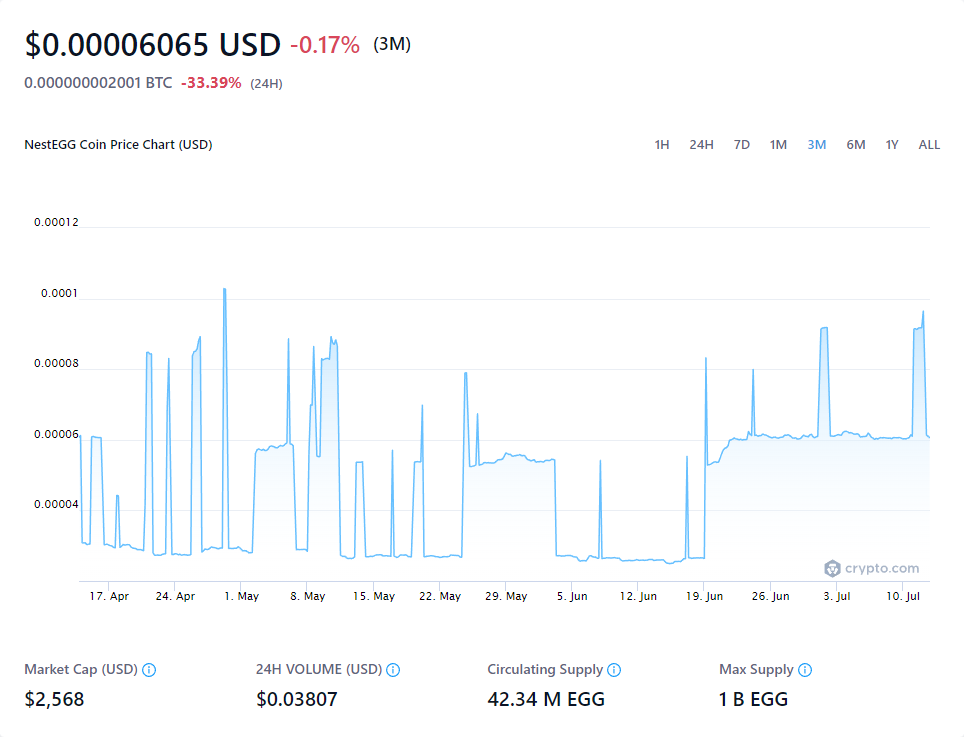 $0.00006065 USD -0.17% (3M)
0.000000002001 BTC -33.39% (24H)
NestEGG Coin Price Chart (USD) 1H 24H 7D 1M 3M 6M 1Y ALL
0.00012
0.0001
0.00008
0.00006
0.00004
crypto.com
17. Apr 24. Apr 1. May 8. May 15. May 22. May 29. May 5. Jun 12. Jun 19. Jun 26. Jun 3. Jul 10. Jul
Market Cap (USD) 24H VOLUME (USD) Circulating Supply Max Supply
$2,568 $0.03807 42.34 M EGG 1 B EGG